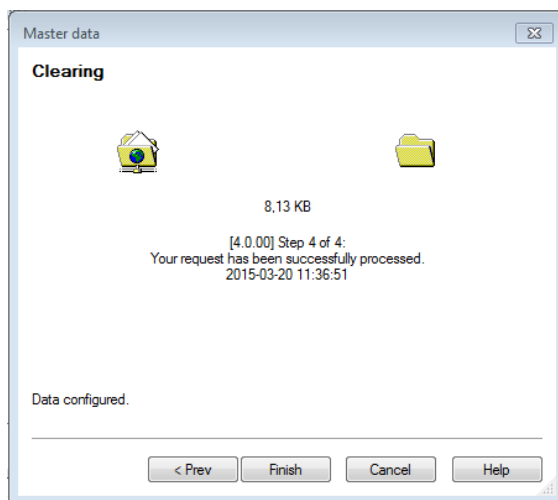 Master data
Clearing
8,13 KB
[4.0.00] Step 4 of 4:
Your request has been successfully processed.
2015-03-20 11:36:51
Data configured.
< Prev
Finish
Cancel
Help